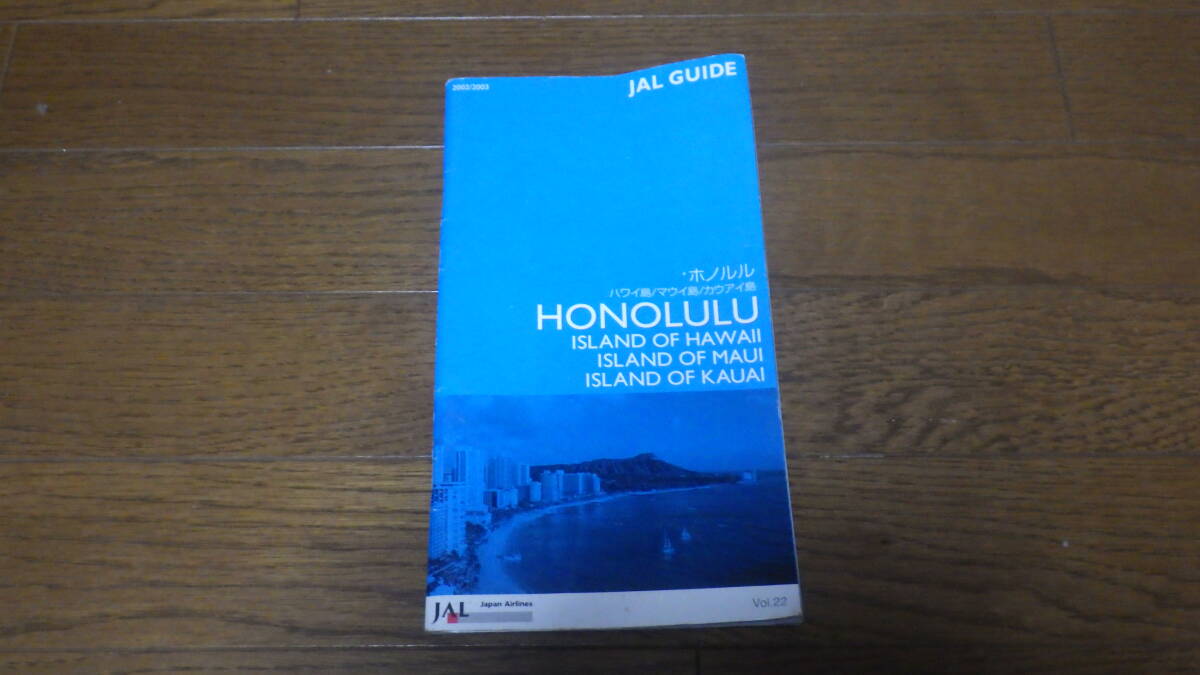 2002/2003
JAL GUIDE
・ホノルル
ハワイ島/マウイ島/カウアイ島
HONOLULU
ISLAND OF HAWAII
ISLAND OF MAUI
ISLAND OF KAUAI
JAL Japan Airlines
Vol.22